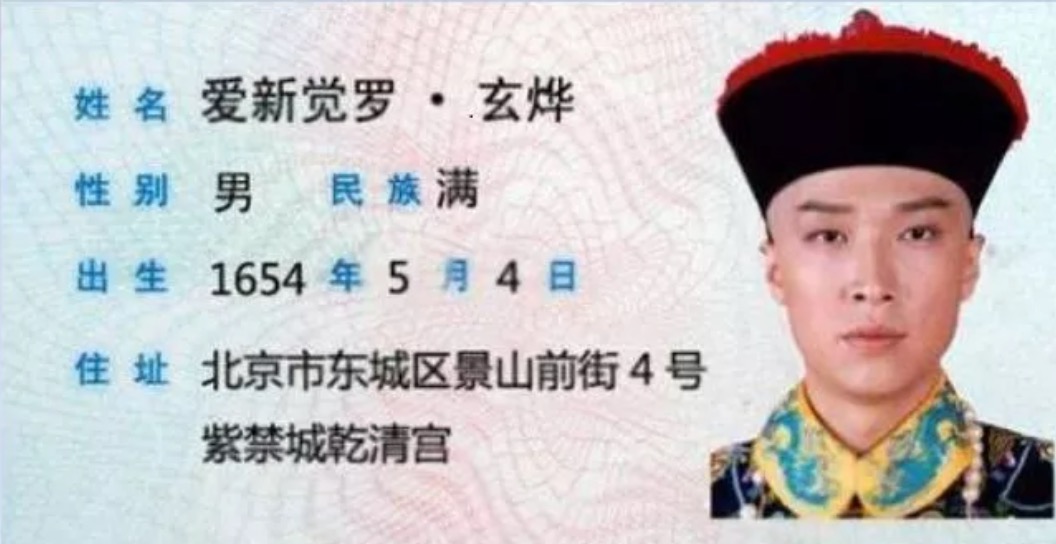 姓名 爱新觉罗·玄烨
性别 男 民族 满
出生 1654 年 5 月 4 日
住址 北京市东城区景山前街 4 号
紫禁城乾清宫